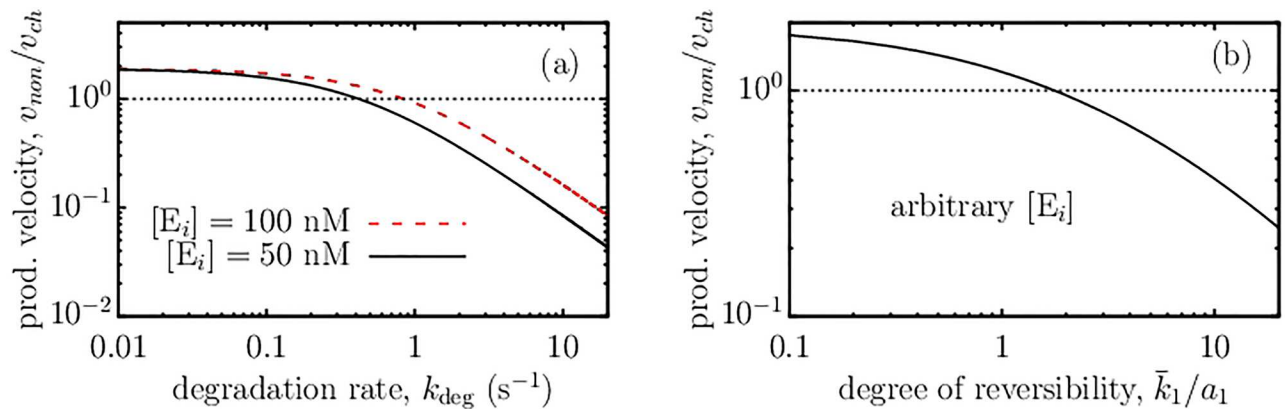 (a)
prod. velocity, v_non/v_ch
10^0
10^-1
10^-2
[E_i] = 100 nM
[E_i] = 50 nM
0.01 0.1 1 10
degradation rate, k_deg (s^-1)
(b)
prod. velocity, v_non/v_ch
10^0
10^-1
arbitrary [E_i]
0.1 1 10
degree of reversibility, k̄_1/a_1